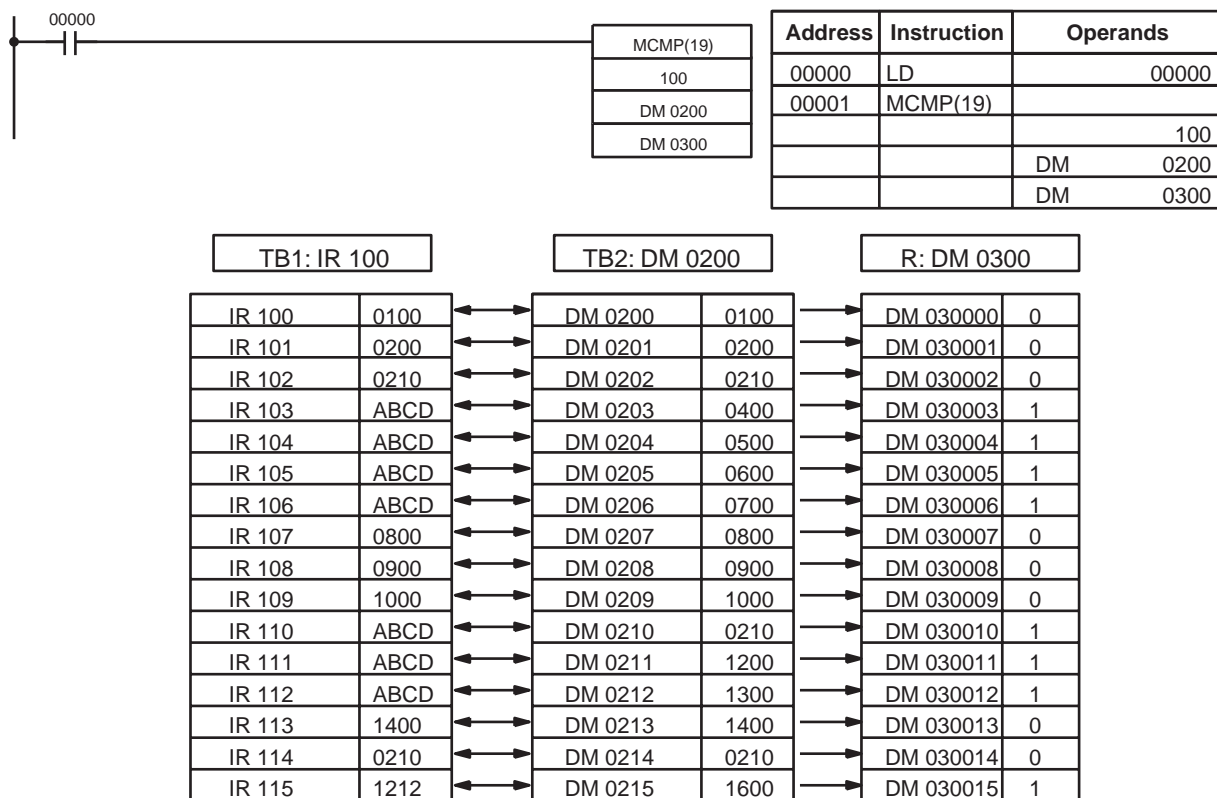 00000
MCMP(19)
100
DM 0200
DM 0300
Address Instruction Operands
00000 LD 00000
00001 MCMP(19)
100
DM 0200
DM 0300
TB1: IR 100 TB2: DM 0200 R: DM 0300
IR 100 0100 DM 0200 0100 DM 030000 0
IR 101 0200 DM 0201 0200 DM 030001 0
IR 102 0210 DM 0202 0210 DM 030002 0
IR 103 ABCD DM 0203 0400 DM 030003 1
IR 104 ABCD DM 0204 0500 DM 030004 1
IR 105 ABCD DM 0205 0600 DM 030005 1
IR 106 ABCD DM 0206 0700 DM 030006 1
IR 107 0800 DM 0207 0800 DM 030007 0
IR 108 0900 DM 0208 0900 DM 030008 0
IR 109 1000 DM 0209 1000 DM 030009 0
IR 110 ABCD DM 0210 0210 DM 030010 1
IR 111 ABCD DM 0211 1200 DM 030011 1
IR 112 ABCD DM 0212 1300 DM 030012 1
IR 113 1400 DM 0213 1400 DM 030013 0
IR 114 0210 DM 0214 0210 DM 030014 0
IR 115 1212 DM 0215 1600 DM 030015 1